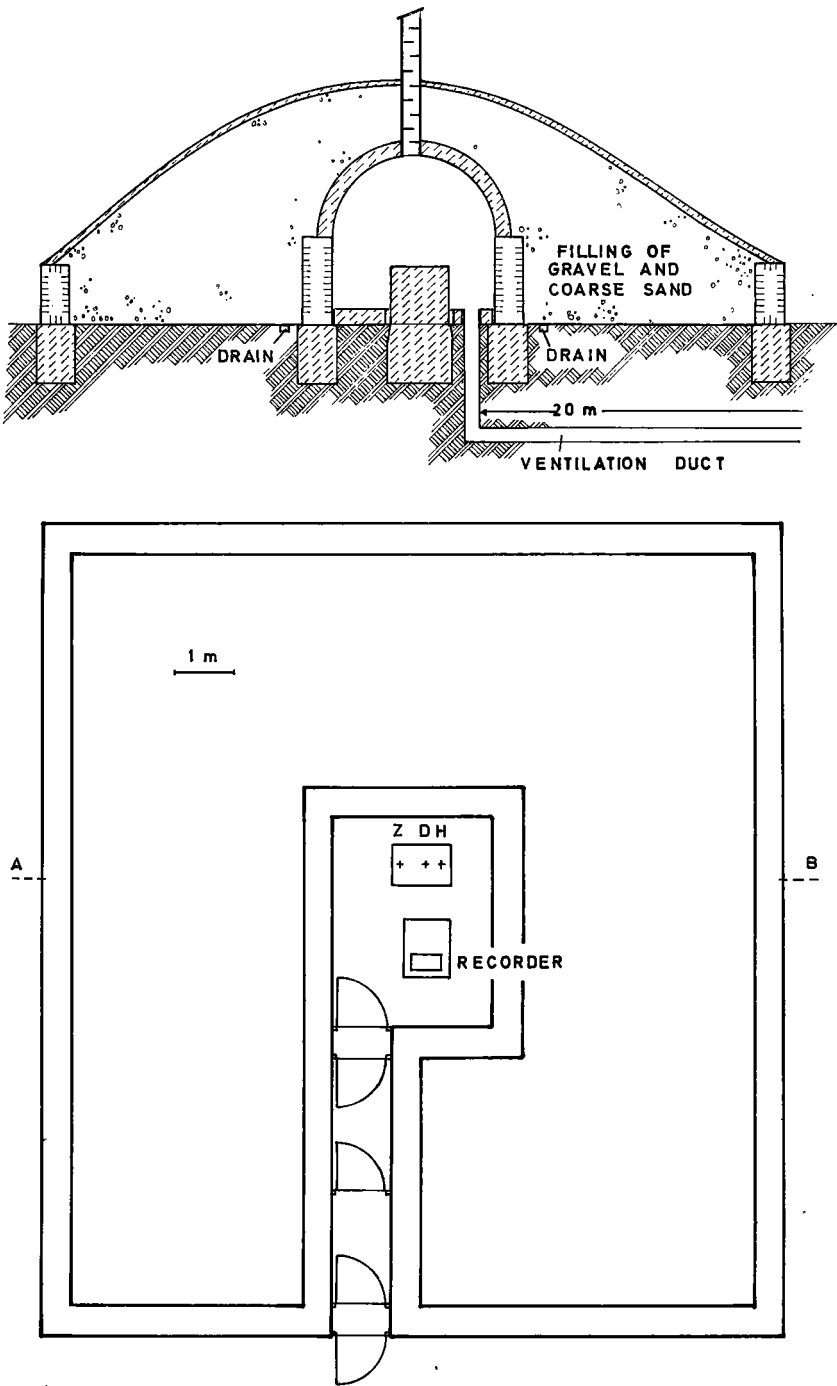 FILLING OF
GRAVEL AND
COARSE SAND
DRAIN
DRAIN
20 m
VENTILATION DUCT
1 m
Z D H
A
B
RECORDER